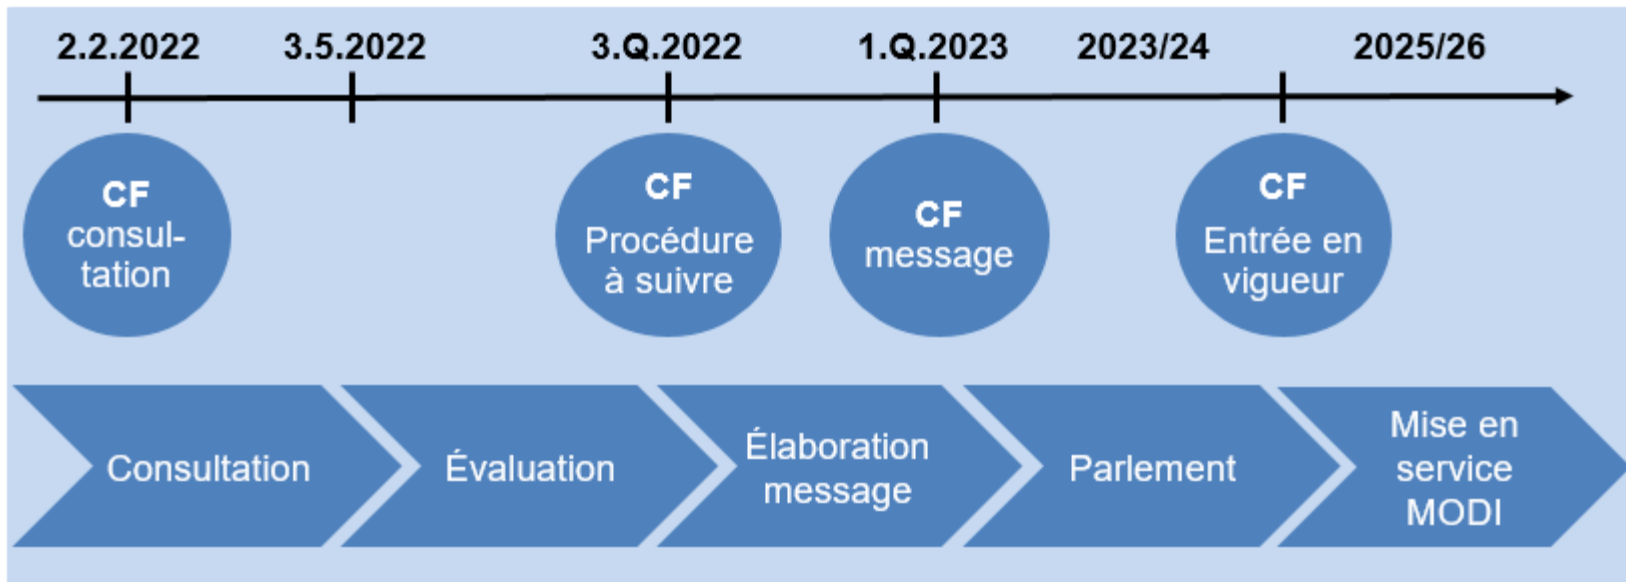 2.2.2022 3.5.2022 3.Q.2022 1.Q.2023 2023/24 2025/26
CF
consul-
tation
CF
Procédure
à suivre
CF
message
CF
Entrée en
vigueur
Consultation
Évaluation
Élaboration
message
Parlement
Mise en
service
MODI